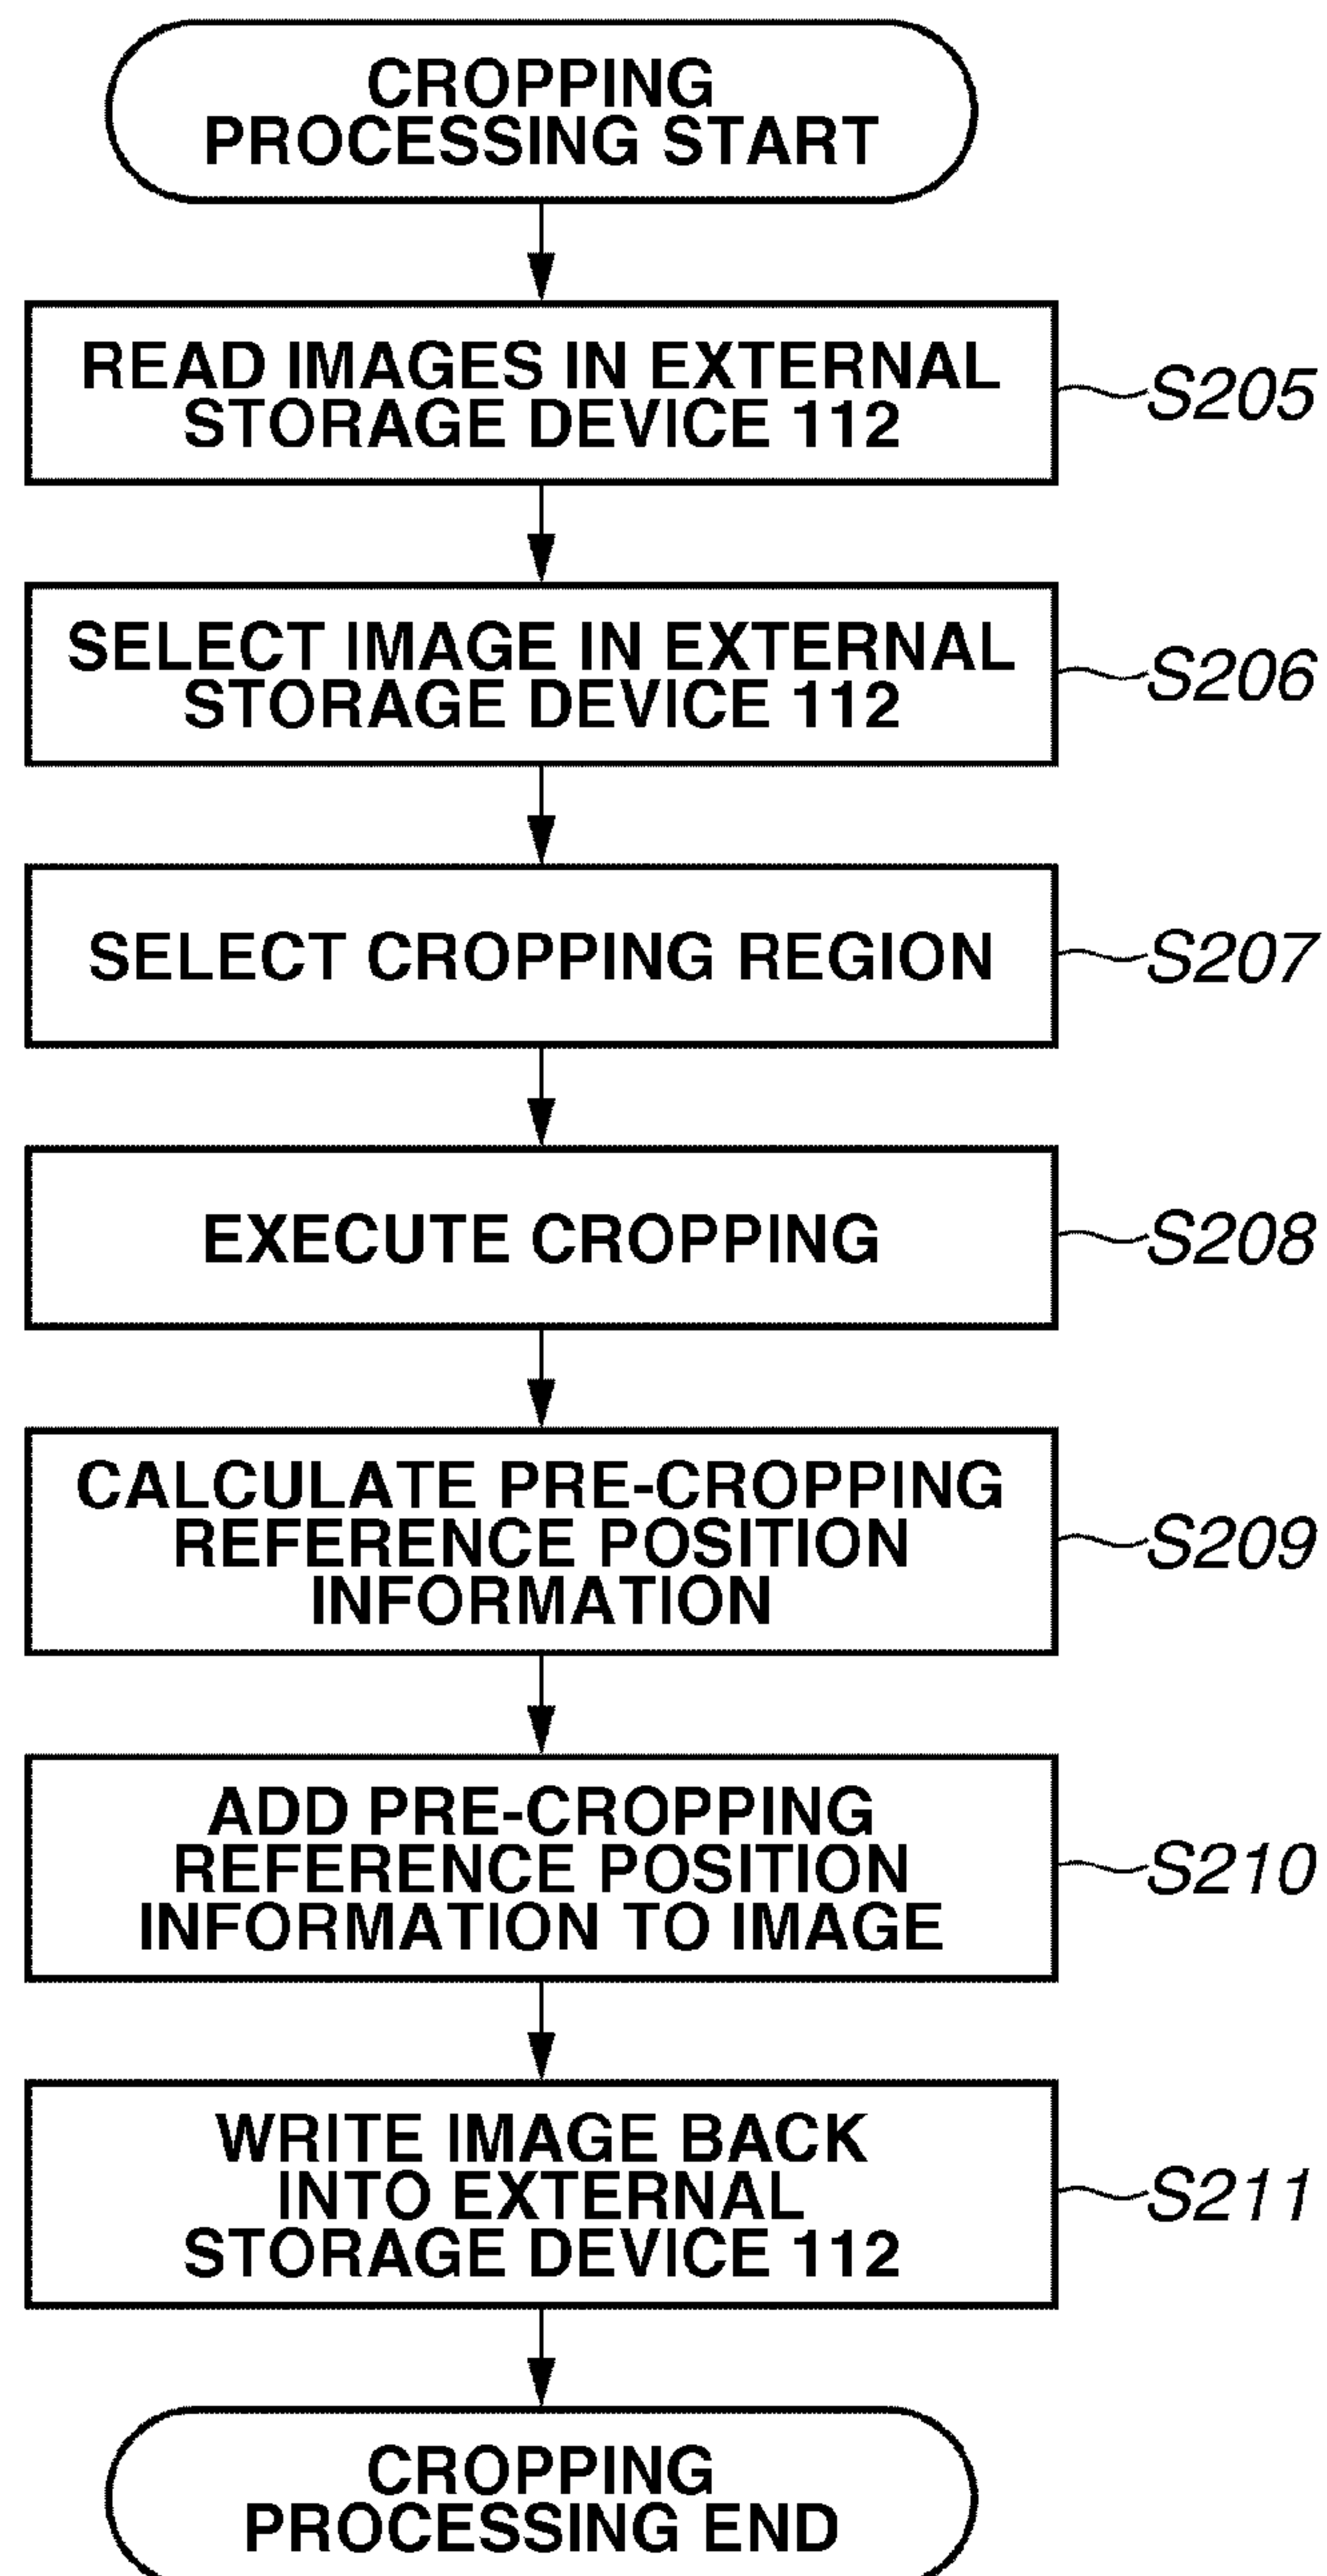 CROPPING
PROCESSING START
READ IMAGES IN EXTERNAL
STORAGE DEVICE 112
S205
SELECT IMAGE IN EXTERNAL
STORAGE DEVICE 112
S206
SELECT CROPPING REGION
S207
EXECUTE CROPPING
S208
CALCULATE PRE-CROPPING
REFERENCE POSITION
INFORMATION
S209
ADD PRE-CROPPING
REFERENCE POSITION
INFORMATION TO IMAGE
S210
WRITE IMAGE BACK
INTO EXTERNAL
STORAGE DEVICE 112
S211
CROPPING
PROCESSING END